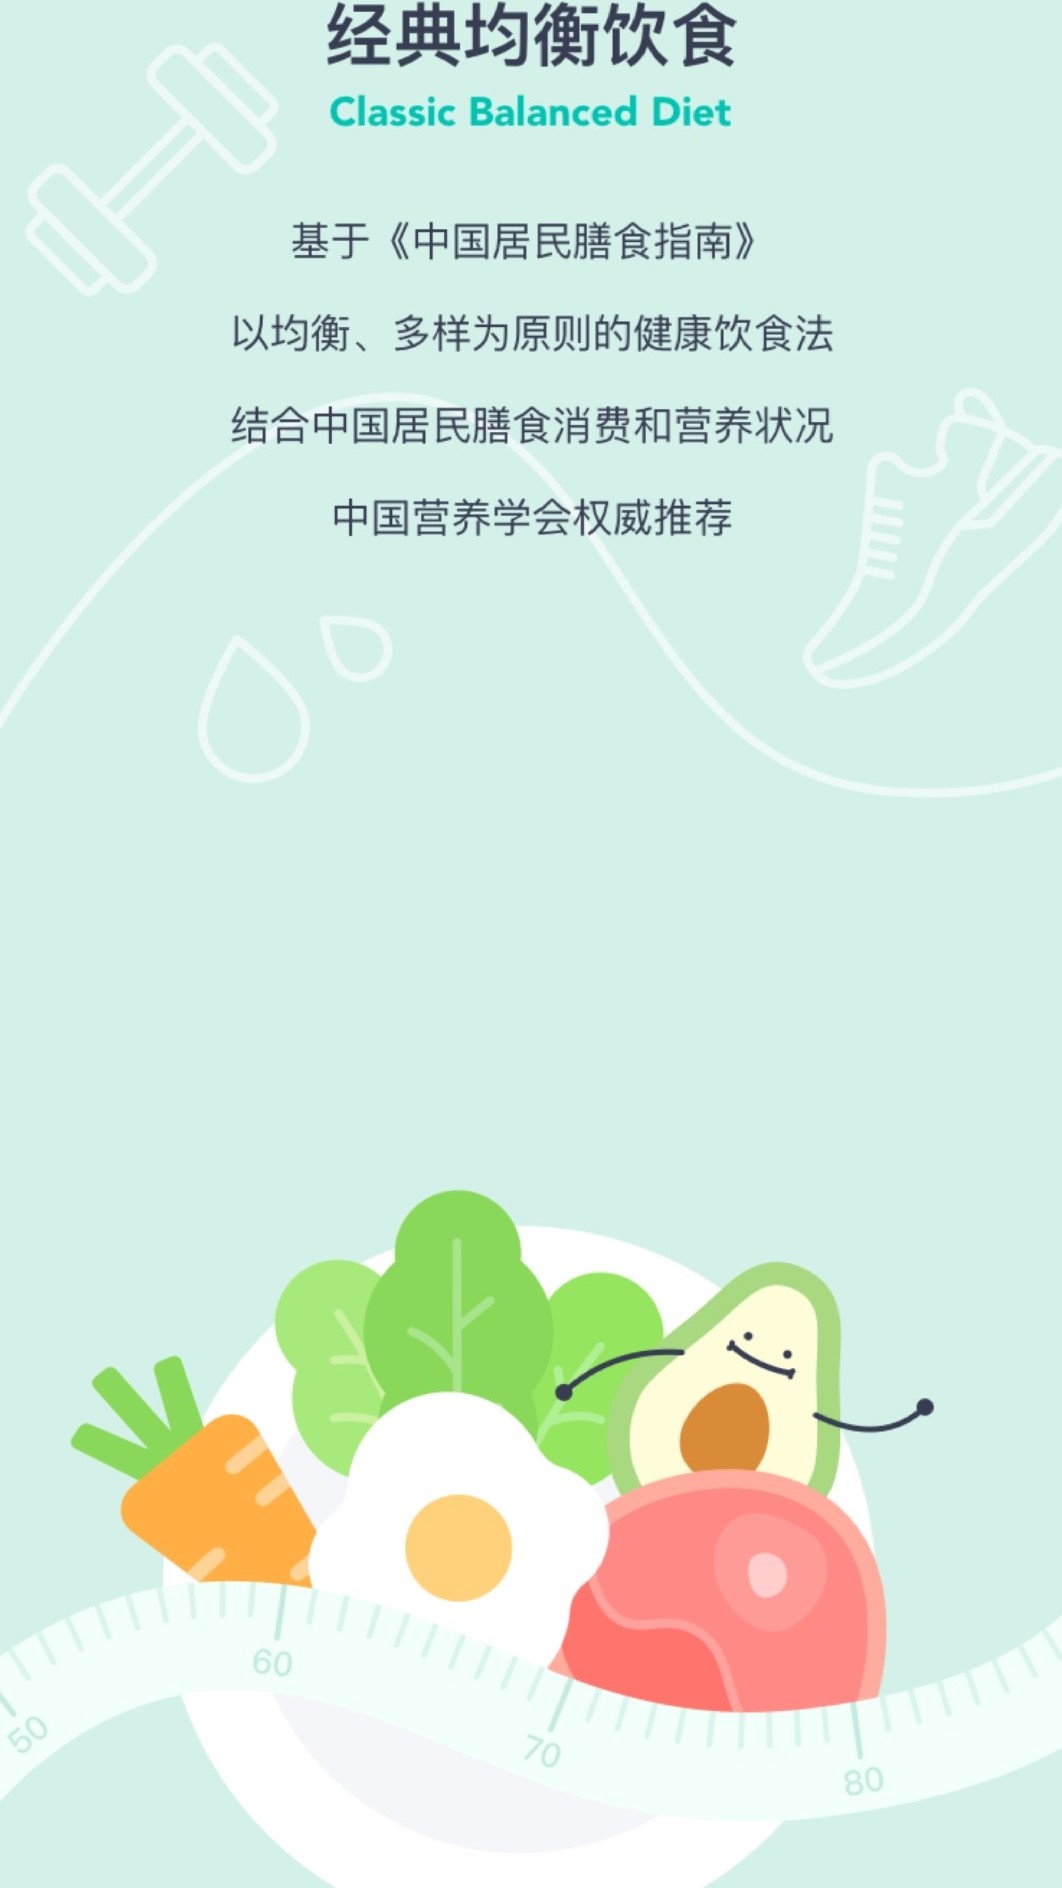 经典均衡饮食
Classic Balanced Diet
基于《中国居民膳食指南》
以均衡、多样为原则的健康饮食法
结合中国居民膳食消费和营养状况
中国营养学会权威推荐
50
60
70
80